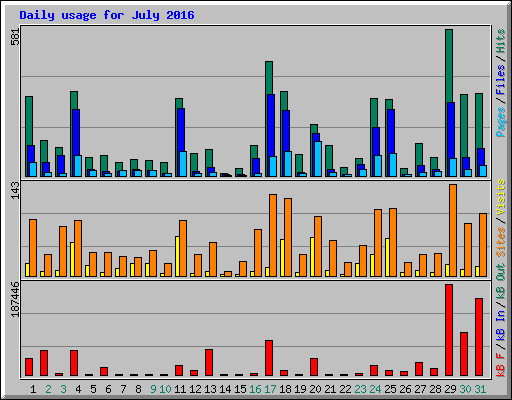 Daily usage for July 2016
581
Pages / Files / Hits
143
Sites / Visits
187446
kB F / kB In / kB Out
1 2 3 4 5 6 7 8 9 10 11 12 13 14 15 16 17 18 19 20 21 22 23 24 25 26 27 28 29 30 31